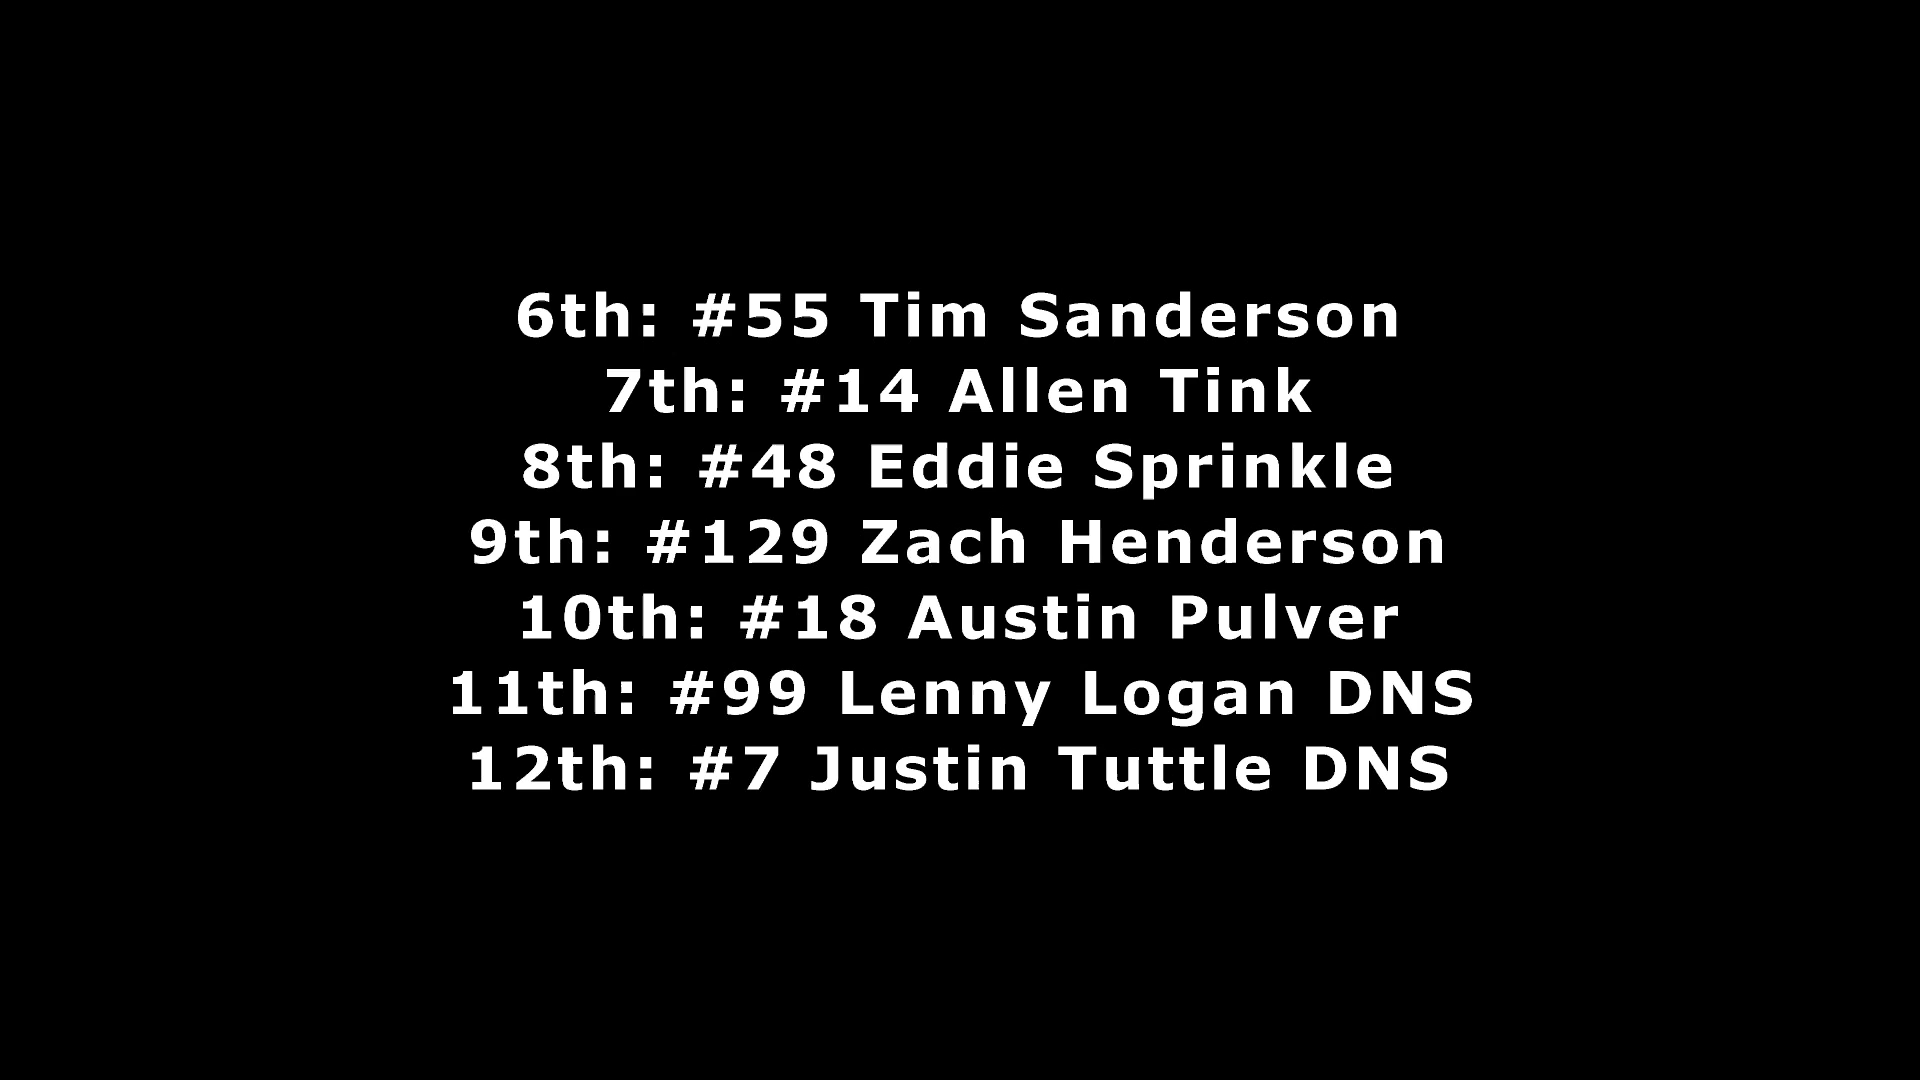 6th: #55 Tim Sanderson
7th: #14 Allen Tink
8th: #48 Eddie Sprinkle
9th: #129 Zach Henderson
10th: #18 Austin Pulver
11th: #99 Lenny Logan DNS
12th: #7 Justin Tuttle DNS